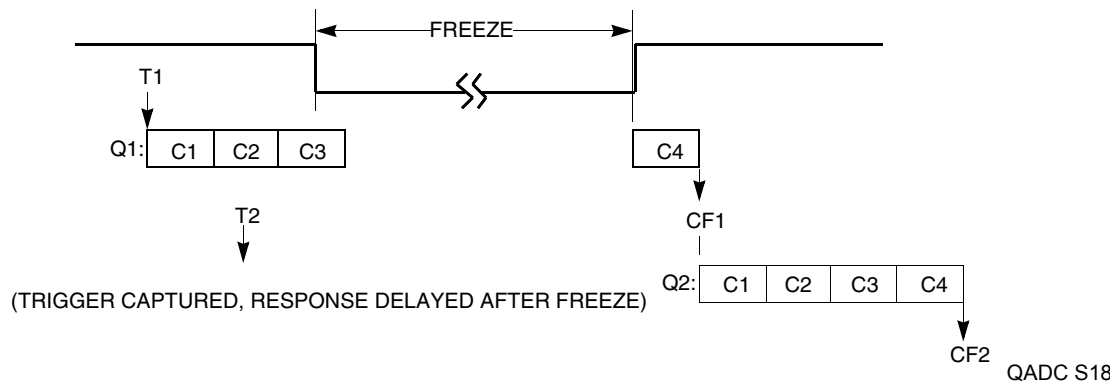 FREEZE
T1
Q1: C1 C2 C3 C4
T2
CF1
(TRIGGER CAPTURED, RESPONSE DELAYED AFTER FREEZE)
Q2: C1 C2 C3 C4
CF2
QADC S18